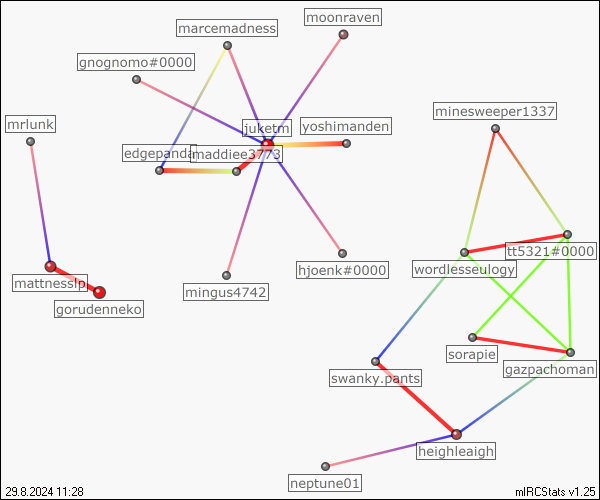 moonraven
marcemadness
gnognomo#0000
minesweeper1337
mrlunk
juketm
yoshimanden
edgepanda
maddiee3773
tt5321#0000
wordlesseulogy
hjoenk#0000
mattnesslp
mingus4742
gorudenneko
sorapie
gazpachoman
swanky.pants
heighleaigh
neptune01
29.8.2024 11:28
mIRCStats v1.25